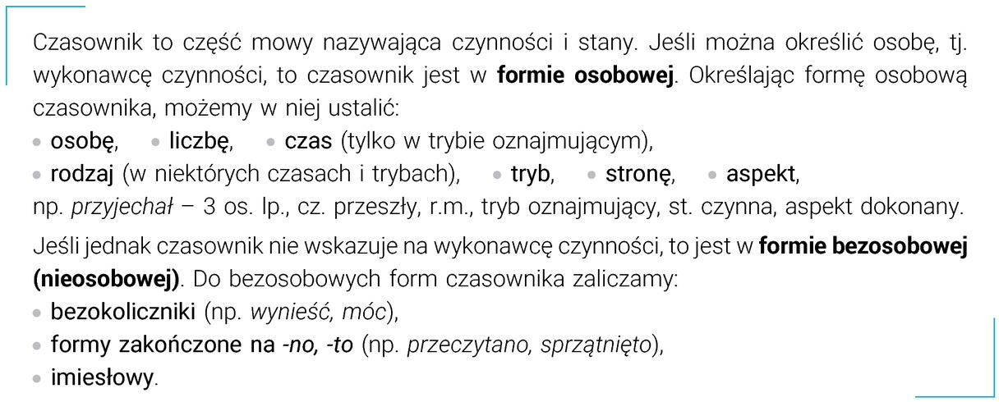 Czasownik to część mowy nazywająca czynności i stany. Jeśli można określić osobę, tj.
wykonawcę czynności, to czasownik jest w formie osobowej. Określając formę osobową
czasownika, możemy w niej ustalić:
• osobę, • liczbę, • czas (tylko w trybie oznajmującym),
• rodzaj (w niektórych czasach i trybach), • tryb, • stronę, • aspekt,
np. przyjechał – 3 os. lp., cz. przeszły, r.m., tryb oznajmujący, st. czynna, aspekt dokonany.
Jeśli jednak czasownik nie wskazuje na wykonawcę czynności, to jest w formie bezosobowej
(nieosobowej). Do bezosobowych form czasownika zaliczamy:
• bezokoliczniki (np. wynieść, móc),
• formy zakończone na -no, -to (np. przeczytano, sprzątnięto),
• imiesłowy.